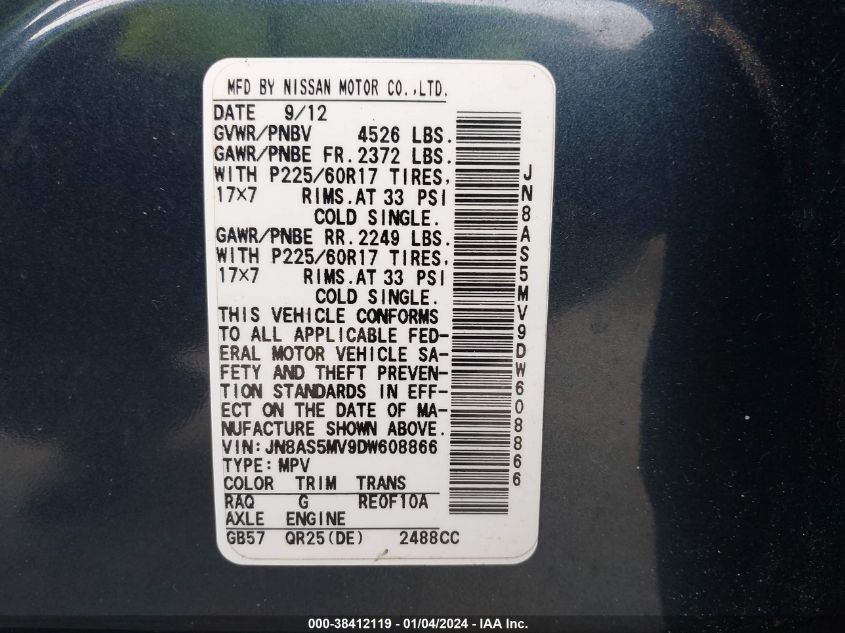 MFD BY NISSAN MOTOR CO.,LTD.
DATE 9/12
GVWR/PNBV 4526 LBS.
GAWR/PNBE FR.2372 LBS.
WITH P225/60R17 TIRES,
17×7 RIMS.AT 33 PSI
COLD SINGLE.
GAWR/PNBE RR.2249 LBS.
WITH P225/60R17 TIRES,
17×7 RIMS.AT 33 PSI
COLD SINGLE.
THIS VEHICLE CONFORMS
TO ALL APPLICABLE FED-
ERAL MOTOR VEHICLE SA-
FETY AND THEFT PREVEN-
TION STANDARDS IN EFF-
ECT ON THE DATE OF MA-
NUFACTURE SHOWN ABOVE.
VIN:JN8AS5MV9DW608866
TYPE:MPV
COLOR TRIM TRANS
RAQ G RE0F10A
AXLE ENGINE
GB57 QR25(DE) 2488CC
JN8AS5MV9DW608866
000-38412119 - 01/04/2024 - IAA Inc.